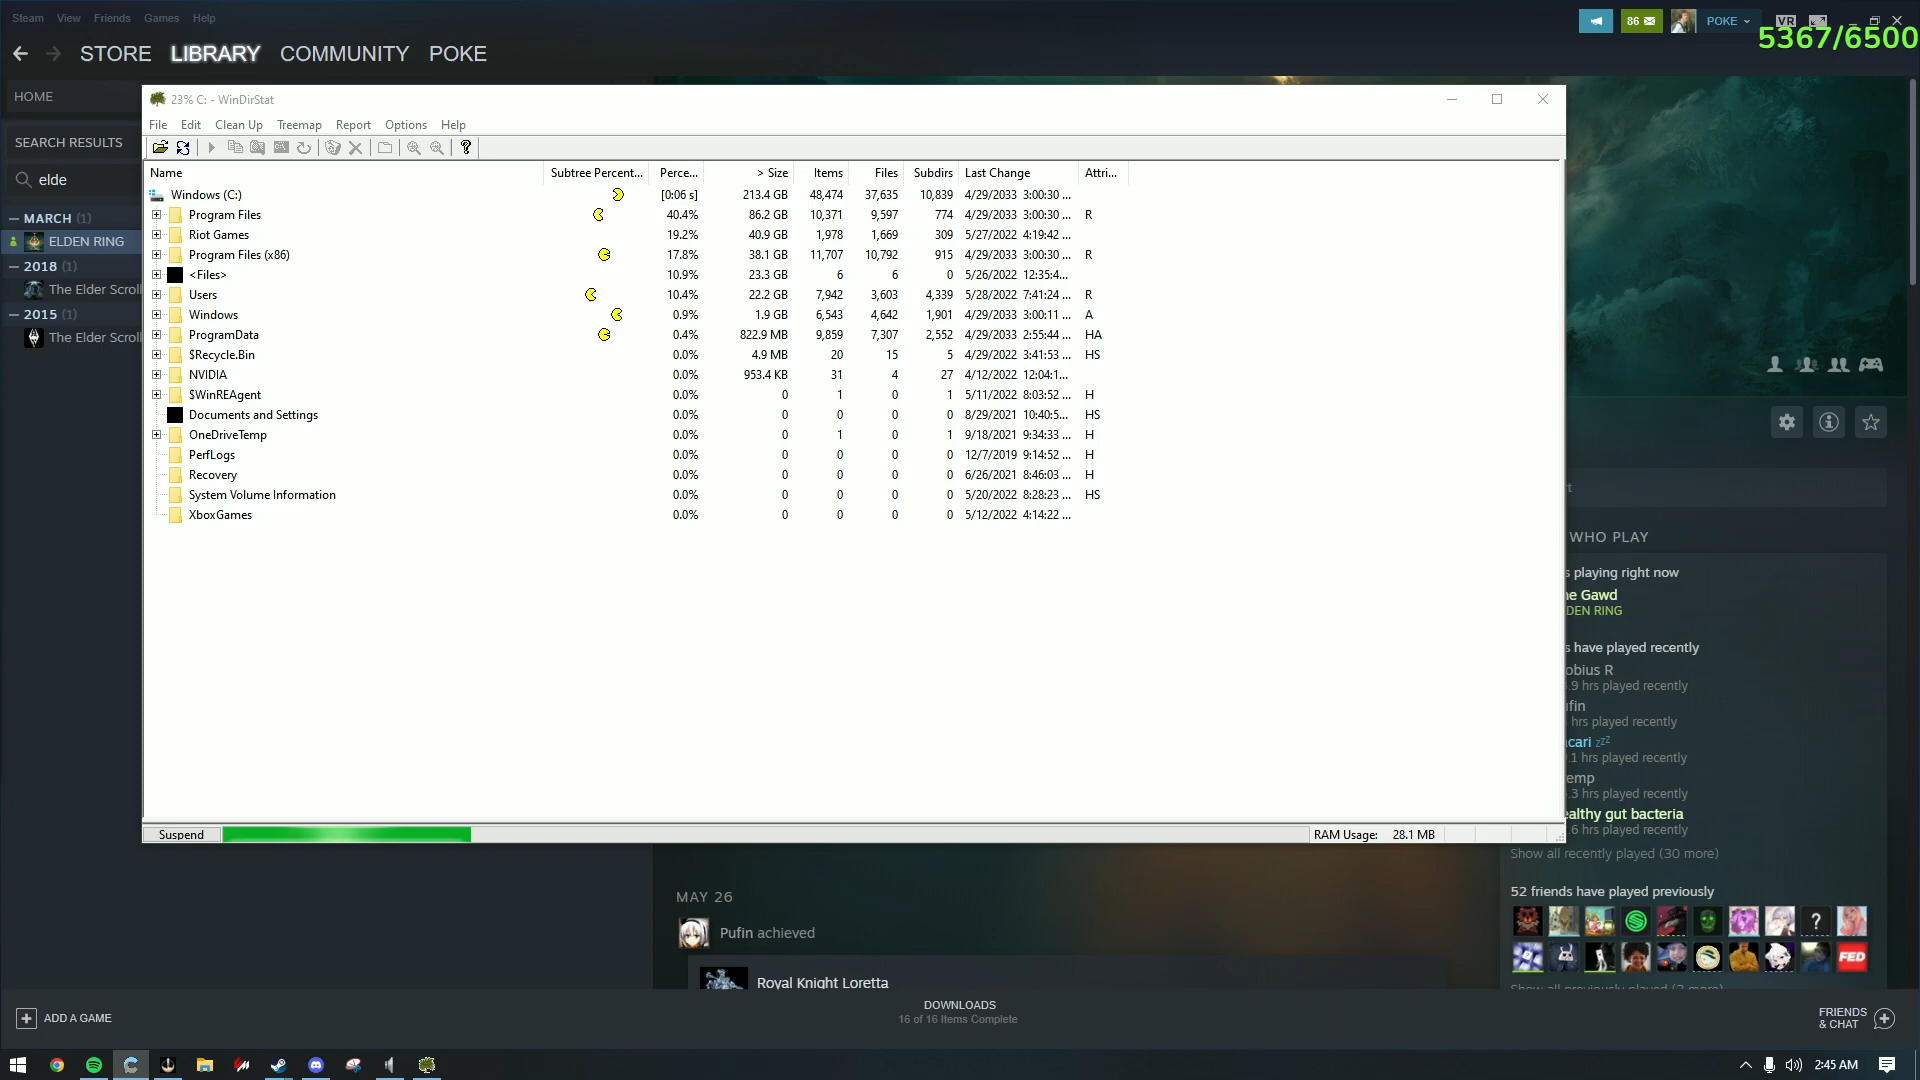 Steam View Friends Games Help
86 POKE VR
5367/6500
STORE LIBRARY COMMUNITY POKE
HOME
SEARCH RESULTS
elde
MARCH (1)
ELDEN RING
2018 (1)
The Elder Scroll
2015 (1)
The Elder Scroll
23% C: - WinDirStat
File Edit Clean Up Treemap Report Options Help
Name Subtree Percent... Perce... > Size Items Files Subdirs Last Change Attri...
Windows (C:) [0:06 s] 213.4 GB 48,474 37,635 10,839 4/29/2033 3:00:30 ...
Program Files 40.4% 86.2 GB 10,371 9,597 774 4/29/2033 3:00:30 ... R
Riot Games 19.2% 40.9 GB 1,978 1,669 309 5/27/2022 4:19:42 ...
Program Files (x86) 17.8% 38.1 GB 11,707 10,792 915 4/29/2033 3:00:30 ... R
<Files> 10.9% 23.3 GB 6 6 0 5/26/2022 12:35:4...
Users 10.4% 22.2 GB 7,942 3,603 4,339 5/28/2022 7:41:24 ... R
Windows 0.9% 1.9 GB 6,543 4,642 1,901 4/29/2033 3:00:11 ... A
ProgramData 0.4% 822.9 MB 9,859 7,307 2,552 4/29/2033 2:55:44 ... HA
$Recycle.Bin 0.0% 4.9 MB 20 15 5 4/29/2022 3:41:53 ... HS
NVIDIA 0.0% 953.4 KB 31 4 27 4/12/2022 12:04:1...
$WinREAgent 0.0% 0 1 0 1 5/11/2022 8:03:52 ... H
Documents and Settings 0.0% 0 0 0 0 8/29/2021 10:40:5... HS
OneDriveTemp 0.0% 0 1 0 1 9/18/2021 9:34:33 ... H
PerfLogs 0.0% 0 0 0 0 12/7/2019 9:14:52 ... H
Recovery 0.0% 0 0 0 0 6/26/2021 8:46:03 ... H
System Volume Information 0.0% 0 0 0 0 5/20/2022 8:28:23 ... HS
XboxGames 0.0% 0 0 0 0 5/12/2022 4:14:22 ...
Suspend RAM Usage: 28.1 MB
rt
WHO PLAY
s playing right now
ne Gawd
DEN RING
s have played recently
obius R
.9 hrs played recently
ufin
hrs played recently
cari zzZ
.1 hrs played recently
emp
.3 hrs played recently
ealthy gut bacteria
.6 hrs played recently
Show all recently played (30 more)
52 friends have played previously
?
FED
Show all previously played (2 more)
MAY 26
Pufin achieved
Royal Knight Loretta
ADD A GAME
DOWNLOADS
16 of 16 Items Complete
FRIENDS
& CHAT
2:45 AM